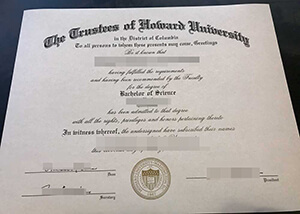 The Trustees of Howard University
in the District of Columbia
To all persons to whom these presents may come, Greetings
Be it known that
having fulfilled the requirements
and having been recommended by the Faculty
for the degree of
Bachelor of Science
has been admitted to that degree
with all the rights, privileges and honors pertaining thereto
In witness whereof, the undersigned have subscribed their names
Dean
Secretary
President